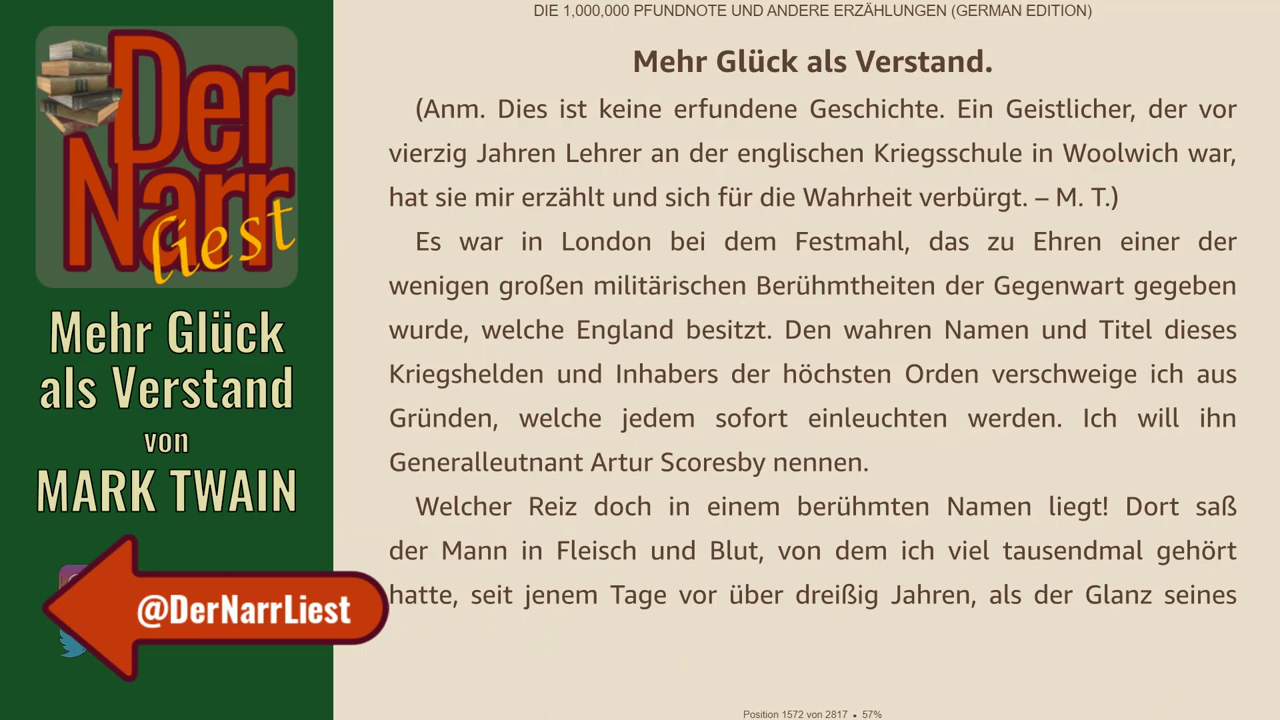 Der
Narr
liest
Mehr Glück
als Verstand
von
MARK TWAIN
@DerNarrLiest
DIE 1,000,000 PFUNDNOTE UND ANDERE ERZÄHLUNGEN (GERMAN EDITION)
Mehr Glück als Verstand.
(Anm. Dies ist keine erfundene Geschichte. Ein Geistlicher, der vor
vierzig Jahren Lehrer an der englischen Kriegsschule in Woolwich war,
hat sie mir erzählt und sich für die Wahrheit verbürgt. – M. T.)
Es war in London bei dem Festmahl, das zu Ehren einer der
wenigen großen militärischen Berühmtheiten der Gegenwart gegeben
wurde, welche England besitzt. Den wahren Namen und Titel dieses
Kriegshelden und Inhabers der höchsten Orden verschweige ich aus
Gründen, welche jedem sofort einleuchten werden. Ich will ihn
Generalleutnant Artur Scoresby nennen.
Welcher Reiz doch in einem berühmten Namen liegt! Dort saß
der Mann in Fleisch und Blut, von dem ich viel tausendmal gehört
hatte, seit jenem Tage vor über dreißig Jahren, als der Glanz seines
Position 1572 von 2817 • 57%